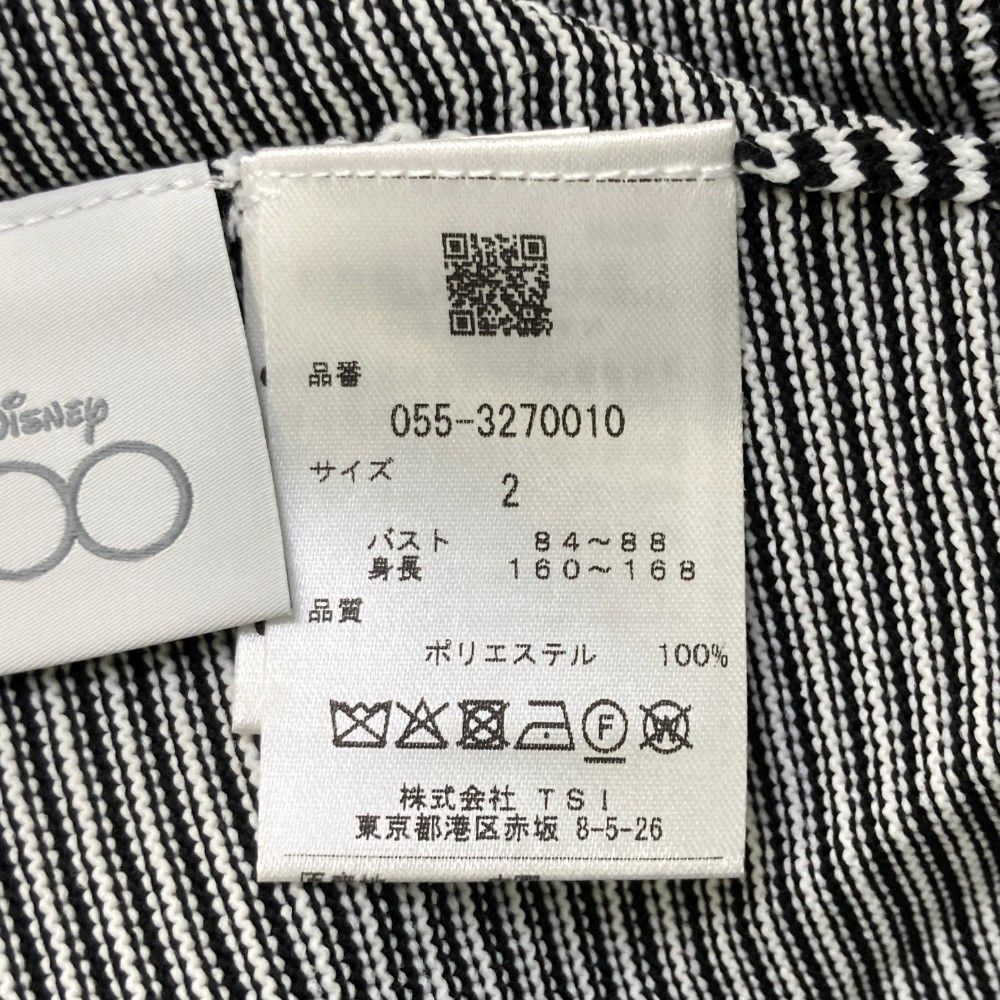 DISNEY
品番
055-3270010
サイズ
2
バスト 84～88
身長 160～168
品質
ポリエステル 100%
F
W
株式会社 TSI
東京都港区赤坂 8-5-26